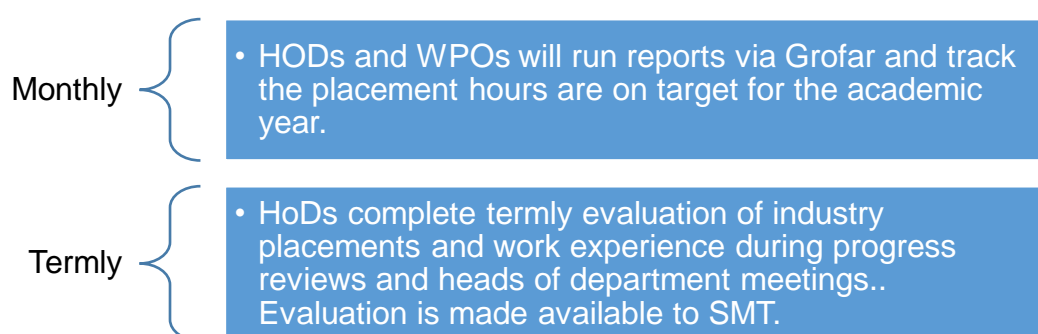 Monthly
• HODs and WPOs will run reports via Grofar and track
the placement hours are on target for the academic
year.
Termly
• HoDs complete termly evaluation of industry
placements and work experience during progress
reviews and heads of department meetings..
Evaluation is made available to SMT.